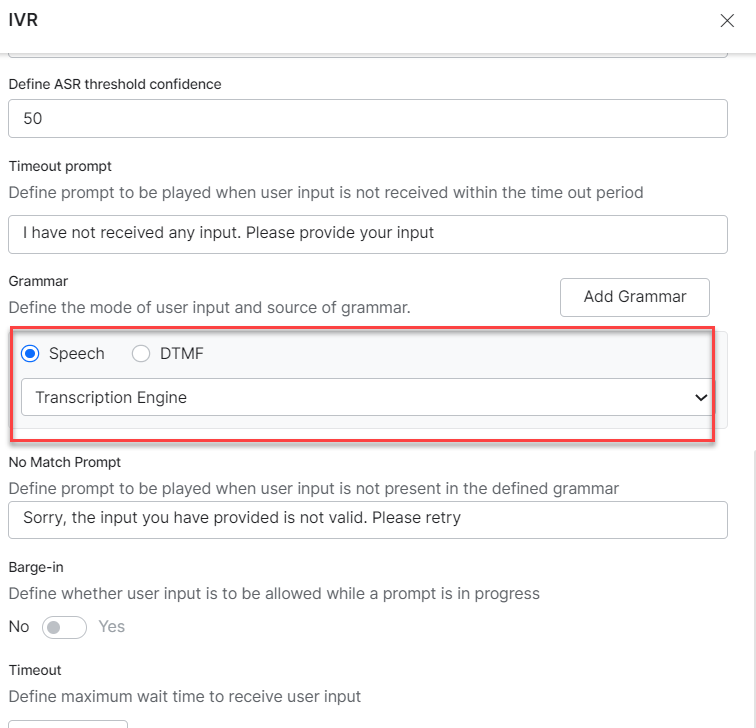 IVR
Define ASR threshold confidence
50
Timeout prompt
Define prompt to be played when user input is not received within the time out period
I have not received any input. Please provide your input
Grammar
Define the mode of user input and source of grammar.
Add Grammar
Speech DTMF
Transcription Engine
No Match Prompt
Define prompt to be played when user input is not present in the defined grammar
Sorry, the input you have provided is not valid. Please retry
Barge-in
Define whether user input is to be allowed while a prompt is in progress
No Yes
Timeout
Define maximum wait time to receive user input